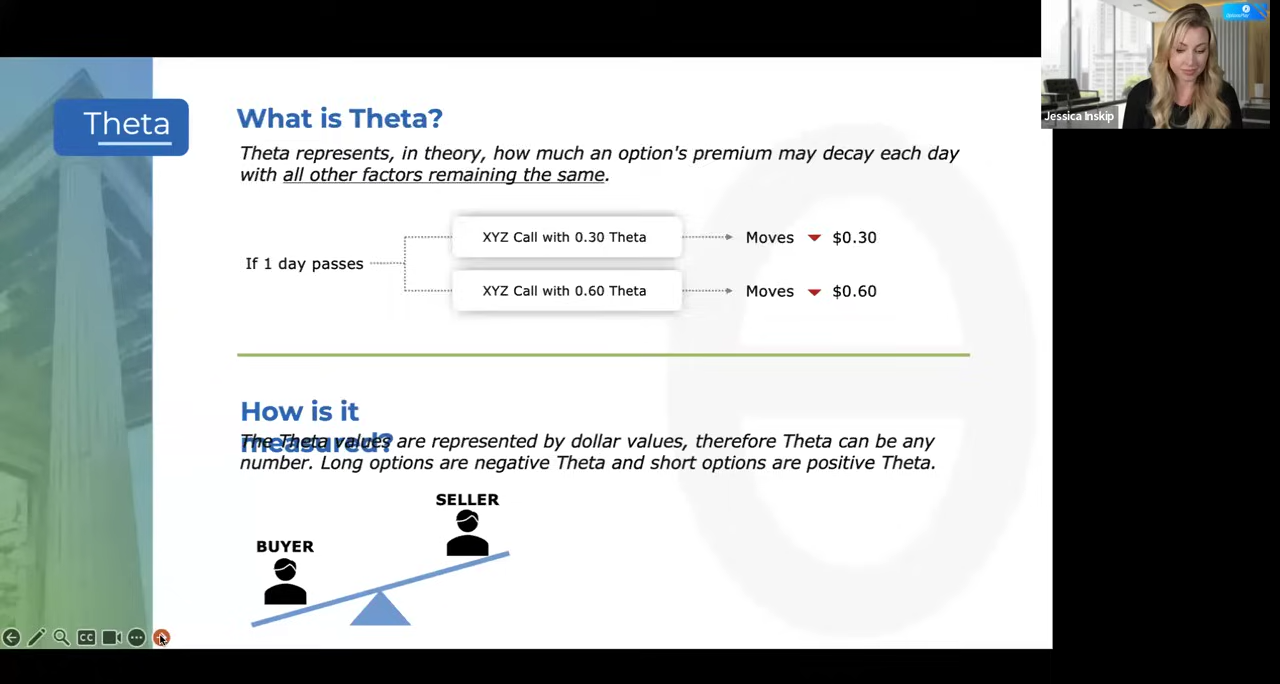 Theta
What is Theta?
Theta represents, in theory, how much an option's premium may decay each day
with all other factors remaining the same.
If 1 day passes
XYZ Call with 0.30 Theta
Moves ▼ $0.30
XYZ Call with 0.60 Theta
Moves ▼ $0.60
How is it
measured?
The Theta values are represented by dollar values, therefore Theta can be any
number. Long options are negative Theta and short options are positive Theta.
SELLER
BUYER
CC
Jessica Inskip